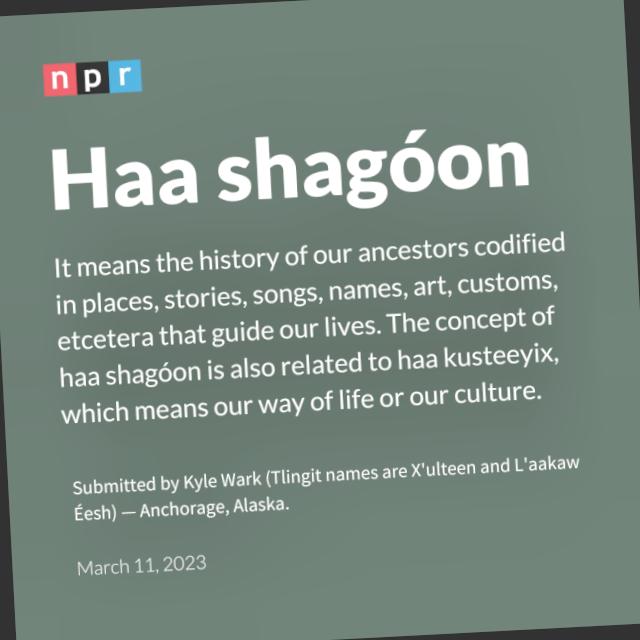 npr
Haa shagóon
It means the history of our ancestors codified
in places, stories, songs, names, art, customs,
etcetera that guide our lives. The concept of
haa shagóon is also related to haa kusteeyix,
which means our way of life or our culture.
Submitted by Kyle Wark (Tlingit names are X'ulteen and L'aakaw
Éesh) — Anchorage, Alaska.
March 11, 2023